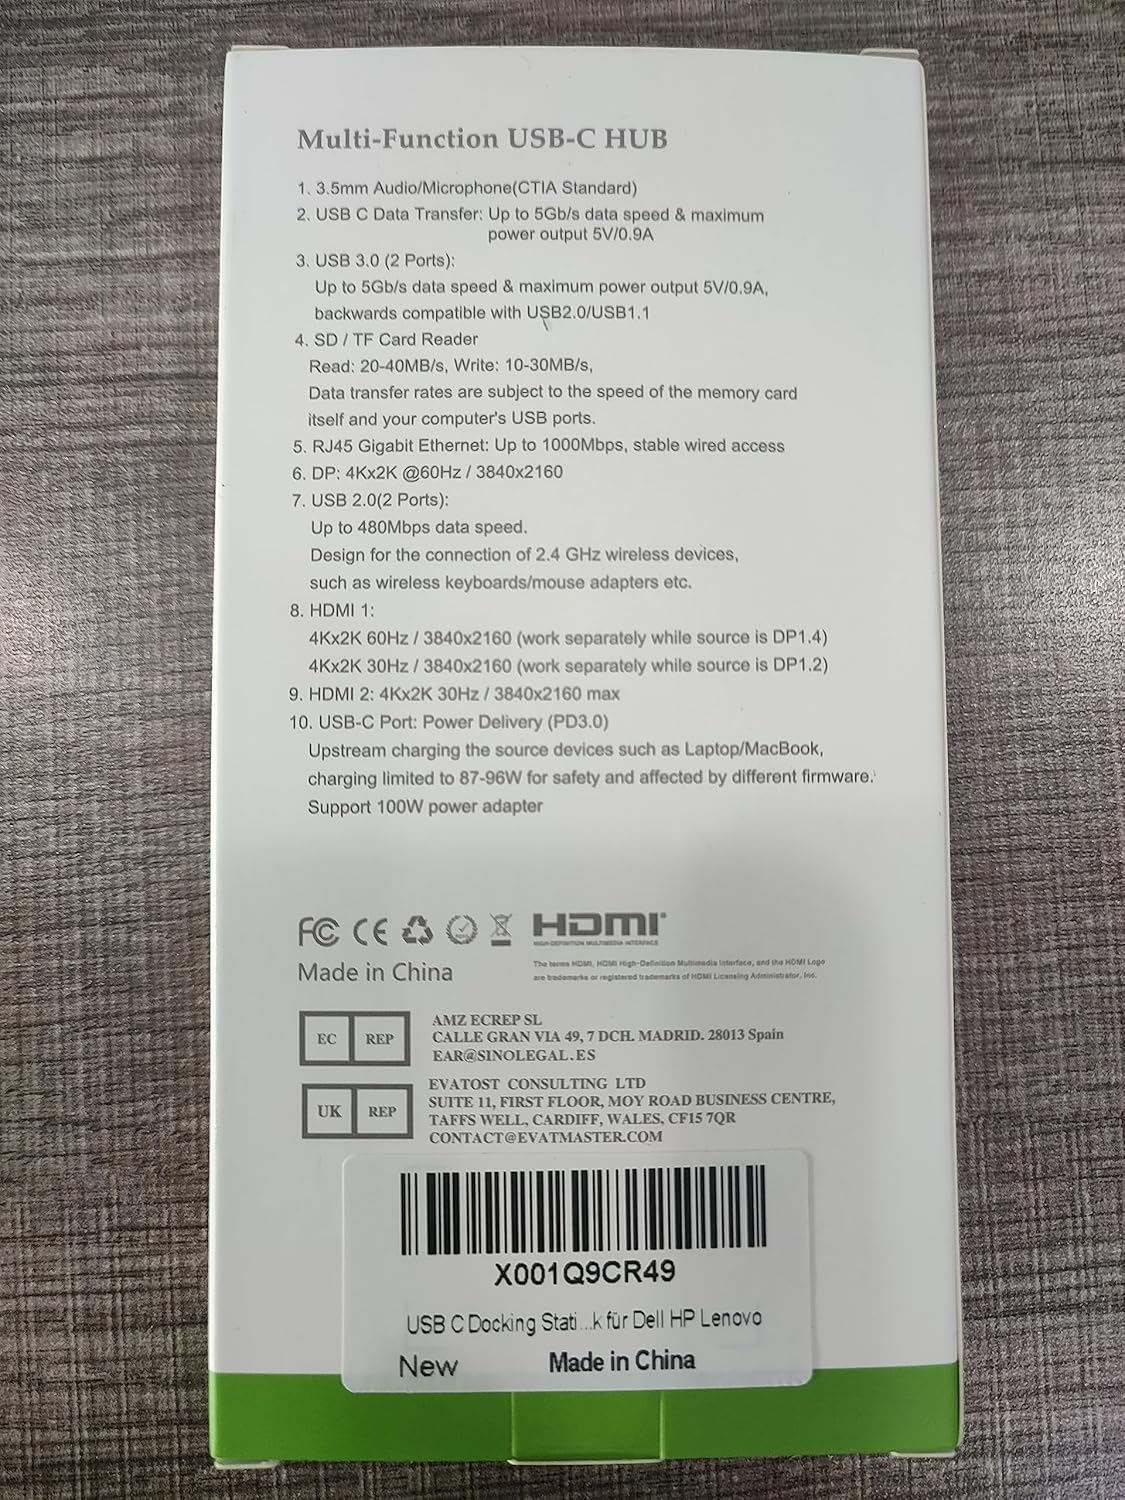 Multi-Function USB-C HUB
1. 3.5mm Audio/Microphone(CTIA Standard)
2. USB C Data Transfer: Up to 5Gb/s data speed & maximum
power output 5V/0.9A
3. USB 3.0 (2 Ports):
Up to 5Gb/s data speed & maximum power output 5V/0.9A,
backwards compatible with USB2.0/USB1.1
4. SD / TF Card Reader
Read: 20-40MB/s, Write: 10-30MB/s,
Data transfer rates are subject to the speed of the memory card
itself and your computer's USB ports.
5. RJ45 Gigabit Ethernet: Up to 1000Mbps, stable wired access
6. DP: 4Kx2K @60Hz / 3840x2160
7. USB 2.0(2 Ports):
Up to 480Mbps data speed.
Design for the connection of 2.4 GHz wireless devices,
such as wireless keyboards/mouse adapters etc.
8. HDMI 1:
4Kx2K 60Hz / 3840x2160 (work separately while source is DP1.4)
4Kx2K 30Hz / 3840x2160 (work separately while source is DP1.2)
9. HDMI 2: 4Kx2K 30Hz / 3840x2160 max
10. USB-C Port: Power Delivery (PD3.0)
Upstream charging the source devices such as Laptop/MacBook,
charging limited to 87-96W for safety and affected by different firmware.
Support 100W power adapter
FC CE HDMI®
HIGH-DEFINITION MULTIMEDIA INTERFACE
Made in China
The terms HDMI, HDMI High-Definition Multimedia Interface, and the HDMI Logo
are trademarks or registered trademarks of HDMI Licensing Administrator, Inc.
EC REP
AMZ ECREP SL
CALLE GRAN VIA 49, 7 DCH. MADRID. 28013 Spain
EAR@SINOLEGAL.ES
UK REP
EVATOST CONSULTING LTD
SUITE 11, FIRST FLOOR, MOY ROAD BUSINESS CENTRE,
TAFFS WELL, CARDIFF, WALES, CF15 7QR
CONTACT@EVATMASTER.COM
X001Q9CR49
USB C Docking Stati...k für Dell HP Lenovo
New Made in China